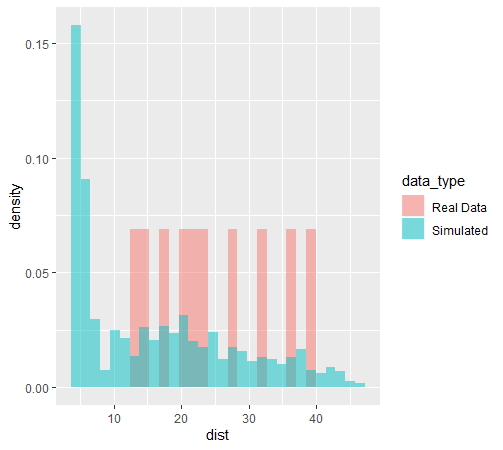 0.15
0.10
0.05
0.00
density
10 20 30 40
dist
data_type
Real Data
Simulated